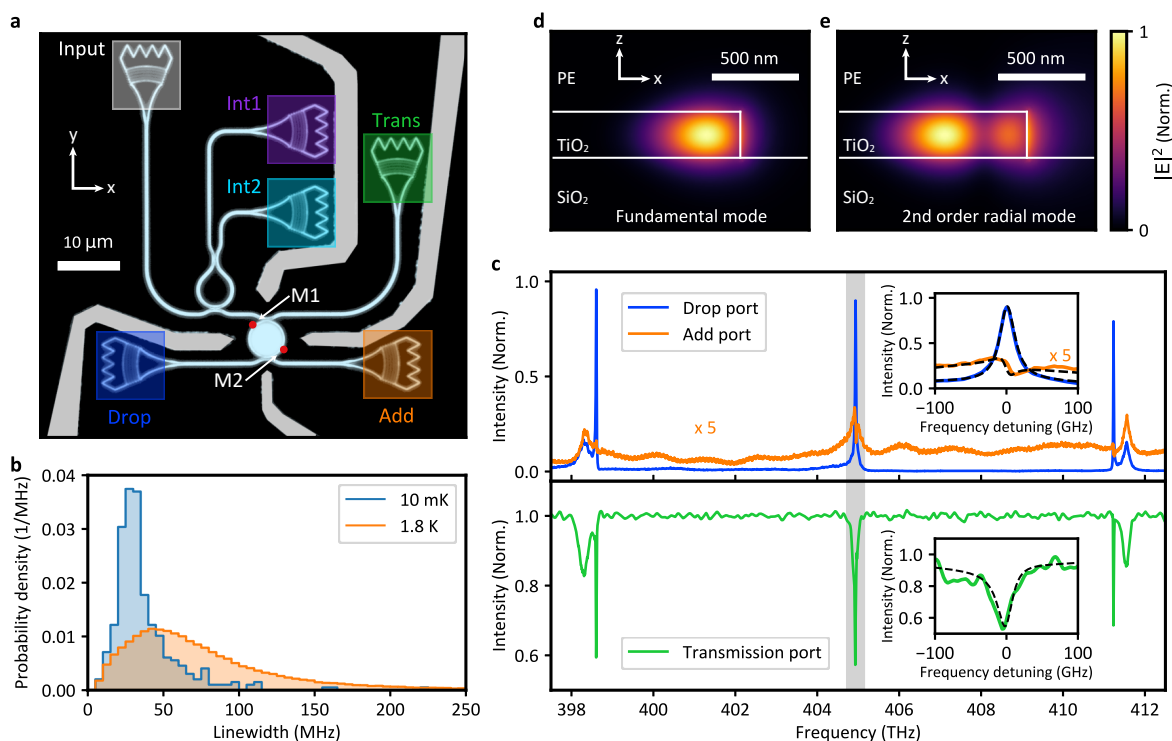 a
Input
Int1
Trans
y
x
Int2
10 µm
M1
M2
Drop
Add
b
Probability density (1/MHz)
0.04
0.03
0.02
0.01
0.00
10 mK
1.8 K
0
50
100
150
200
250
Linewidth (MHz)
d
z
x
500 nm
PE
TiO₂
SiO₂
Fundamental mode
e
z
x
500 nm
PE
TiO₂
SiO₂
2nd order radial mode
1
0
|E|² (Norm.)
c
Intensity (Norm.)
1.0
0.5
0.0
Drop port
Add port
x 5
Intensity (Norm.)
1.0
0.5
0.0
x 5
−100
0
100
Frequency detuning (GHz)
Intensity (Norm.)
1.0
0.8
0.6
Transmission port
Intensity (Norm.)
1.0
0.8
0.6
−100
0
100
Frequency detuning (GHz)
398
400
402
404
406
408
410
412
Frequency (THz)